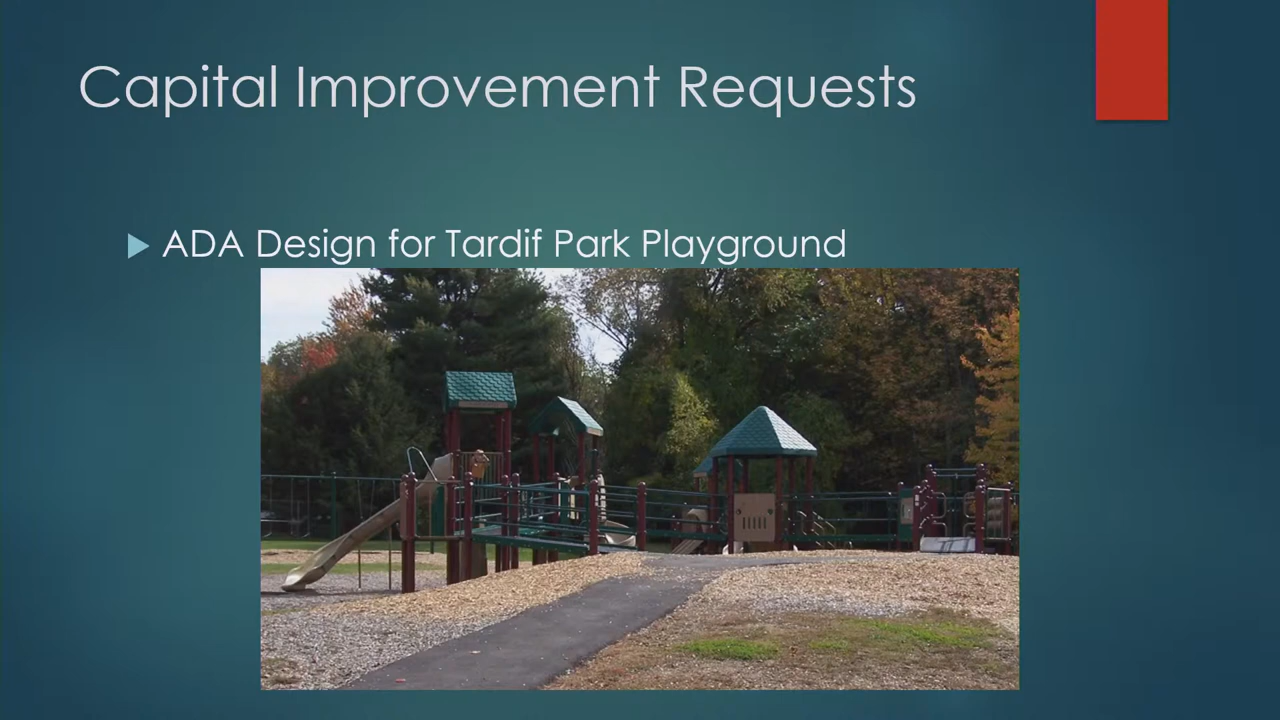 Capital Improvement Requests
ADA Design for Tardif Park Playground